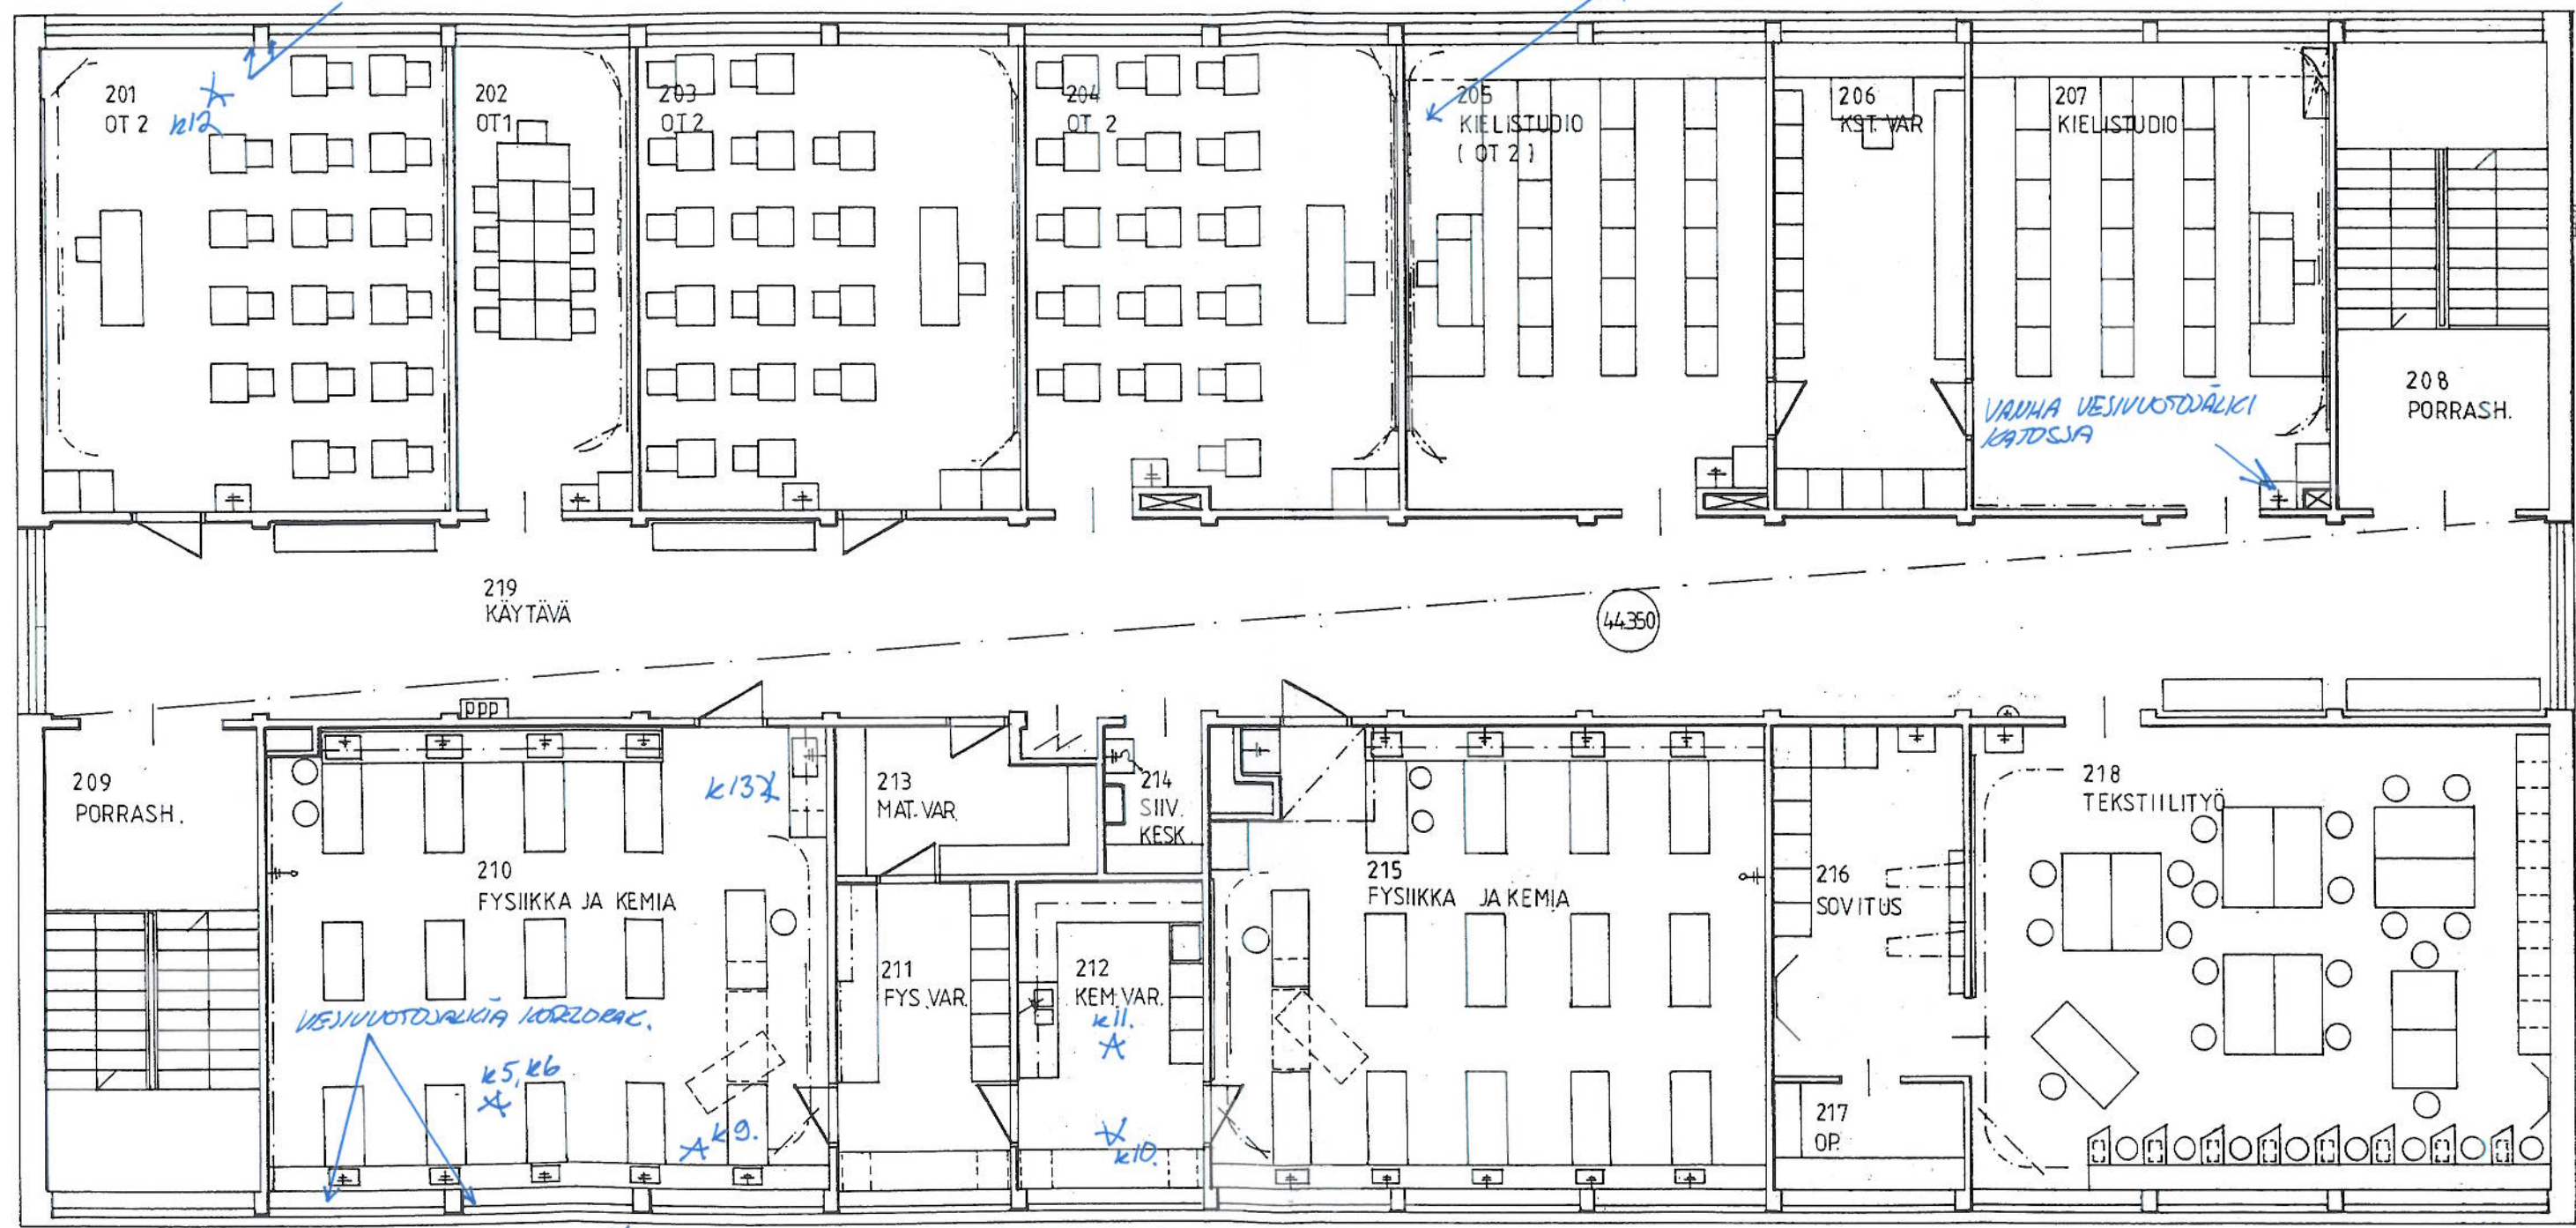 201
OT 2
k12
202
OT1
203
OT 2
204
OT 2
205
KIELISTUDIO
( OT 2 )
206
KST. VAR
207
KIELISTUDIO
VANHA VESIVUOTOJÄLKI
KATOSSA
208
PORRASH.
219
KÄYTÄVÄ
44.350
PPP
209
PORRASH.
k13
213
MAT. VAR.
214
SIIV.
KESK.
210
FYSIIKKA JA KEMIA
215
FYSIIKKA JA KEMIA
216
SOVITUS
218
TEKSTIILITYÖ
211
FYS. VAR.
212
KEM. VAR.
k11.
VESIVUOTOJÄLKIÄ
k5, k6
k9.
k10.
217
OP.